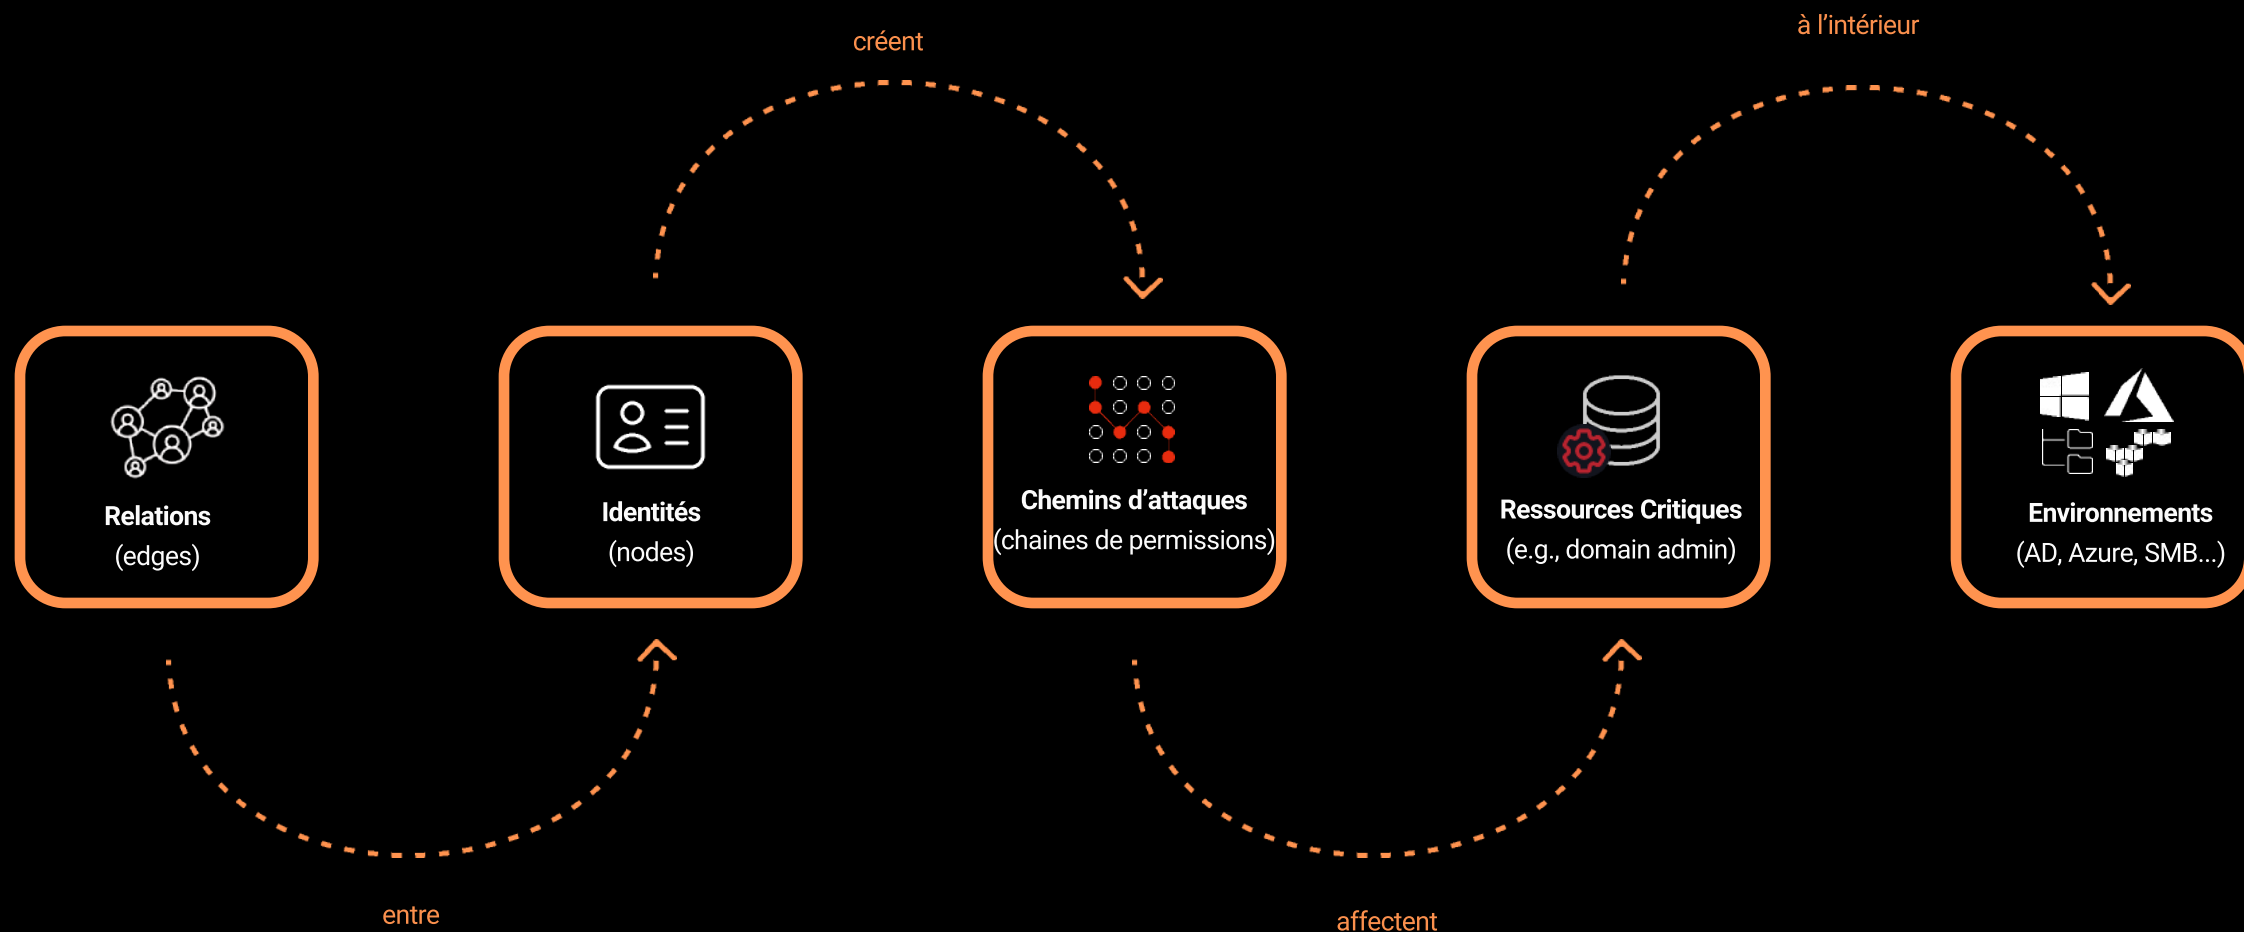 créent
à l’intérieur
Relations
(edges)
Identités
(nodes)
Chemins d’attaques
(chaines de permissions)
Ressources Critiques
(e.g., domain admin)
Environnements
(AD, Azure, SMB...)
entre
affectent